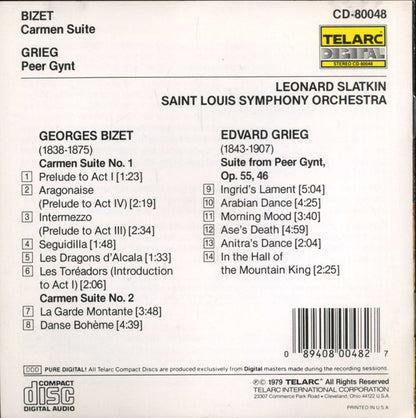 BIZET
Carmen Suite
GRIEG
Peer Gynt
CD-80048
TELARC®
DIGITAL
STEREO CD-80048
LEONARD SLATKIN
SAINT LOUIS SYMPHONY ORCHESTRA
GEORGES BIZET
(1838-1875)
Carmen Suite No. 1
1 Prelude to Act I [1:23]
2 Aragonaise
(Prelude to Act IV) [2:19]
3 Intermezzo
(Prelude to Act III) [2:34]
4 Seguidilla [1:48]
5 Les Dragons d'Alcala [1:33]
6 Les Toréadors (Introduction
to Act I) [2:06]
Carmen Suite No. 2
7 La Garde Montante [3:48]
8 Danse Bohème [4:39]
EDVARD GRIEG
(1843-1907)
Suite from Peer Gynt,
Op. 55, 46
9 Ingrid's Lament [5:04]
10 Arabian Dance [4:25]
11 Morning Mood [3:40]
12 Ase's Death [4:59]
13 Anitra's Dance [2:04]
14 In the Hall of
the Mountain King [2:25]
0 89408 00482 7
DDD PURE DIGITAL! All Telarc Compact Discs are produced exclusively from Digital masters made during the recording sessions.
COMPACT
disc
DIGITAL AUDIO
℗© 1979 TELARC® All Rights Reserved
TELARC INTERNATIONAL CORPORATION
23307 Commerce Park Road • Cleveland, Ohio 44122
PRINTED IN U.S.A.